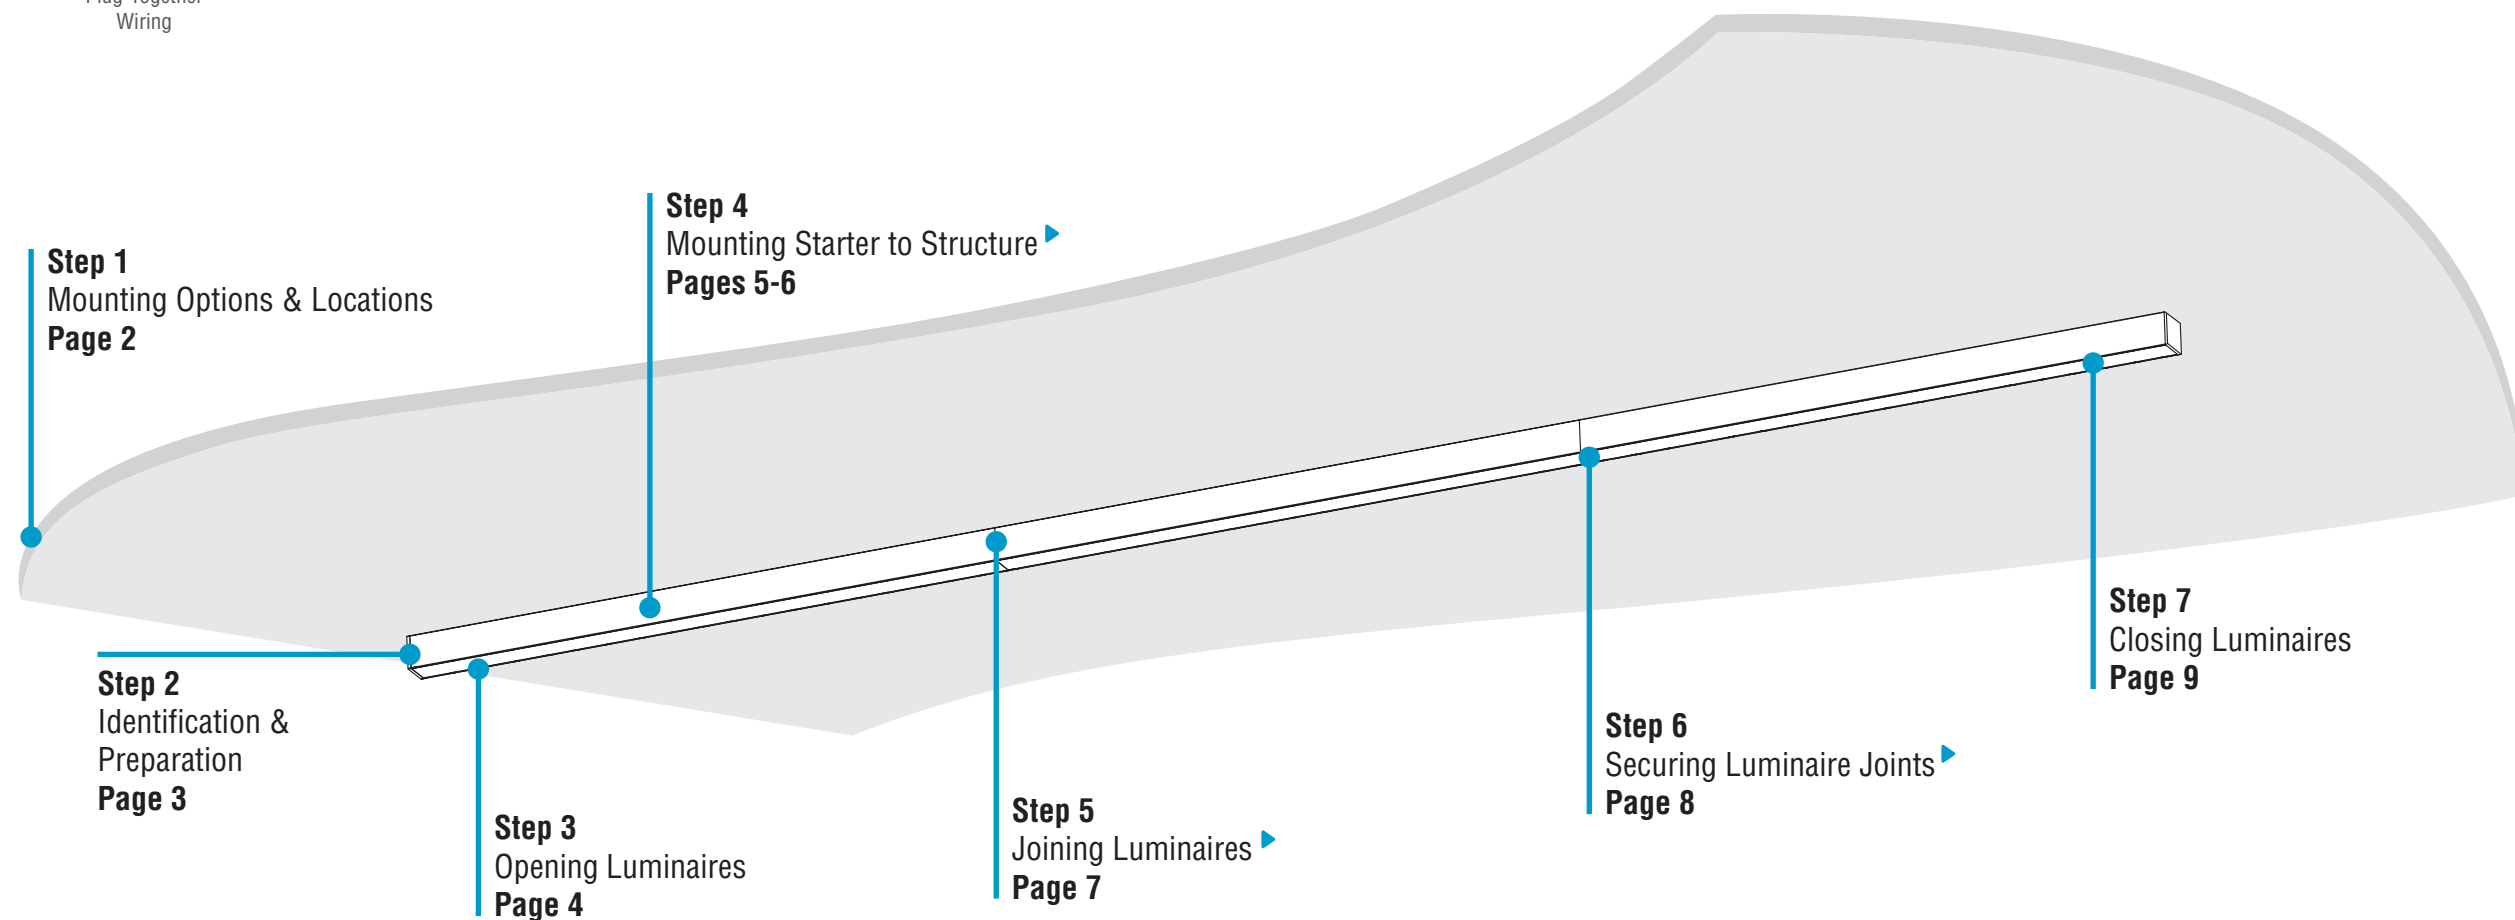 Wiring
Step 1
Mounting Options & Locations
Page 2
Step 4
Mounting Starter to Structure
Pages 5-6
Step 2
Identification &
Preparation
Page 3
Step 3
Opening Luminaires
Page 4
Step 5
Joining Luminaires
Page 7
Step 6
Securing Luminaire Joints
Page 8
Step 7
Closing Luminaires
Page 9